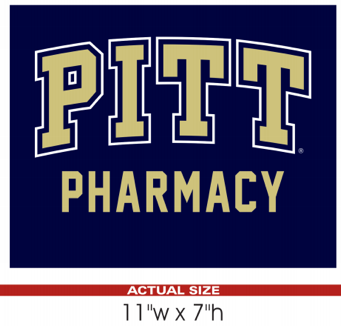 PITT®
PHARMACY
ACTUAL SIZE
11"w x 7"h